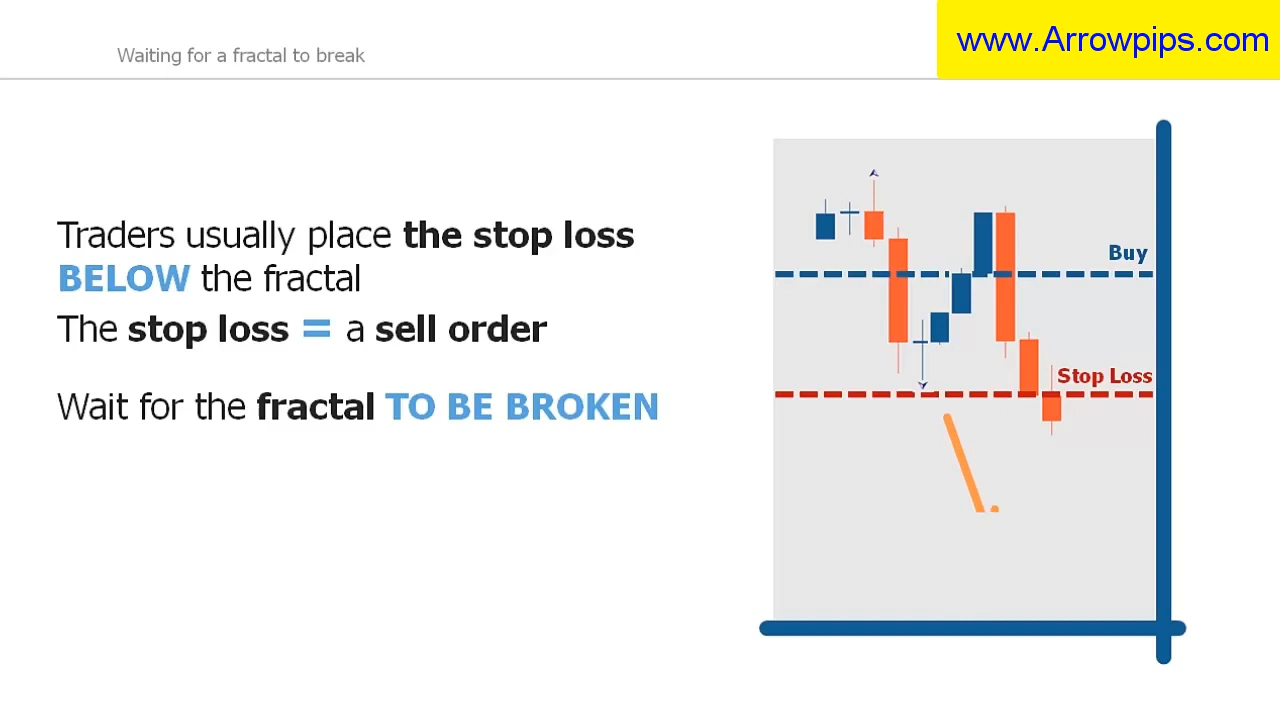 Waiting for a fractal to break
www.Arrowpips.com
Traders usually place the stop loss
BELOW the fractal
The stop loss = a sell order
Wait for the fractal TO BE BROKEN
Buy
Stop Loss